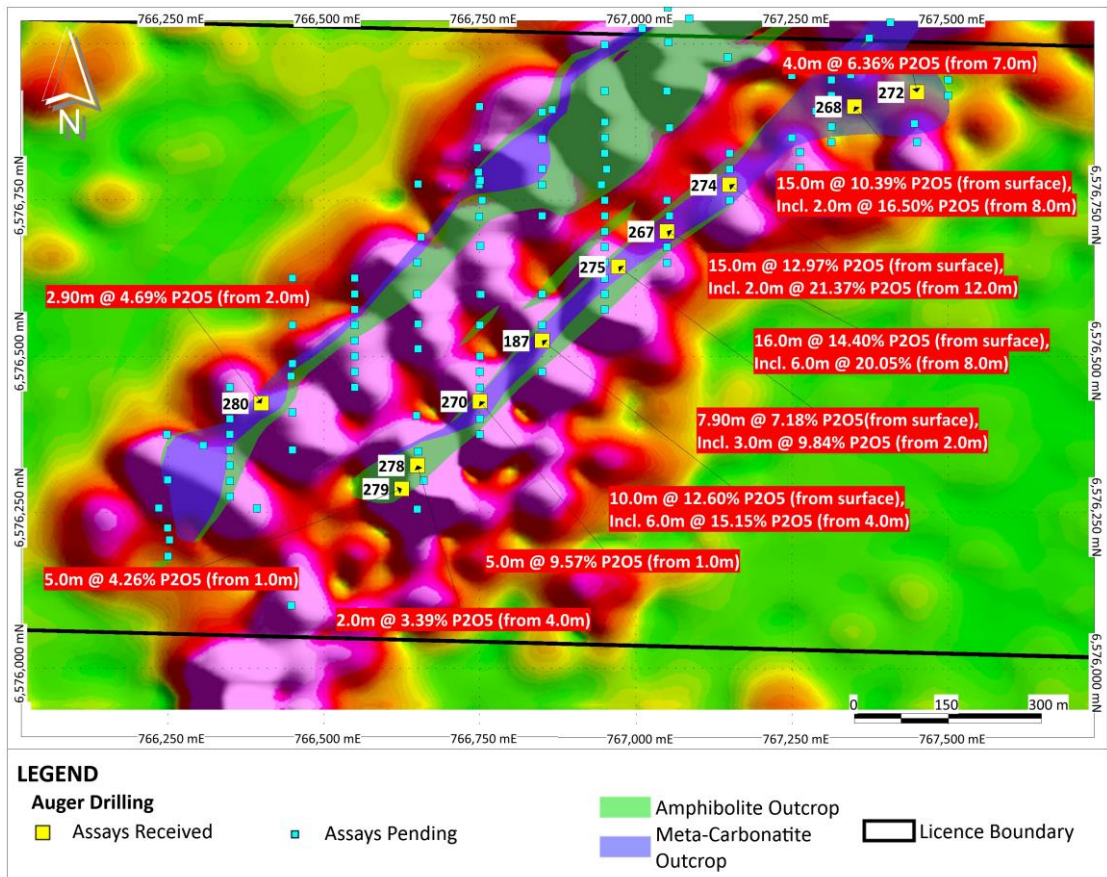 766,250 mE
766,500 mE
766,750 mE
767,000 mE
767,250 mE
767,500 mE
N
4.0m @ 6.36% P2O5 (from 7.0m)
272
268
6,576,750 mN
6,576,750 mN
274
15.0m @ 10.39% P2O5 (from surface),
Incl. 2.0m @ 16.50% P2O5 (from 8.0m)
267
275
15.0m @ 12.97% P2O5 (from surface),
Incl. 2.0m @ 21.37% P2O5 (from 12.0m)
2.90m @ 4.69% P2O5 (from 2.0m)
187
16.0m @ 14.40% P2O5 (from surface),
Incl. 6.0m @ 20.05% (from 8.0m)
6,576,500 mN
6,576,500 mN
280
270
7.90m @ 7.18% P2O5(from surface),
Incl. 3.0m @ 9.84% P2O5 (from 2.0m)
278
279
10.0m @ 12.60% P2O5 (from surface),
Incl. 6.0m @ 15.15% P2O5 (from 4.0m)
6,576,250 mN
6,576,250 mN
5.0m @ 9.57% P2O5 (from 1.0m)
5.0m @ 4.26% P2O5 (from 1.0m)
2.0m @ 3.39% P2O5 (from 4.0m)
6,576,000 mN
6,576,000 mN
0
150
300 m
766,250 mE
766,500 mE
766,750 mE
767,000 mE
767,250 mE
767,500 mE
LEGEND
Auger Drilling
Assays Received
Assays Pending
Amphibolite Outcrop
Meta-Carbonatite
Outcrop
Licence Boundary